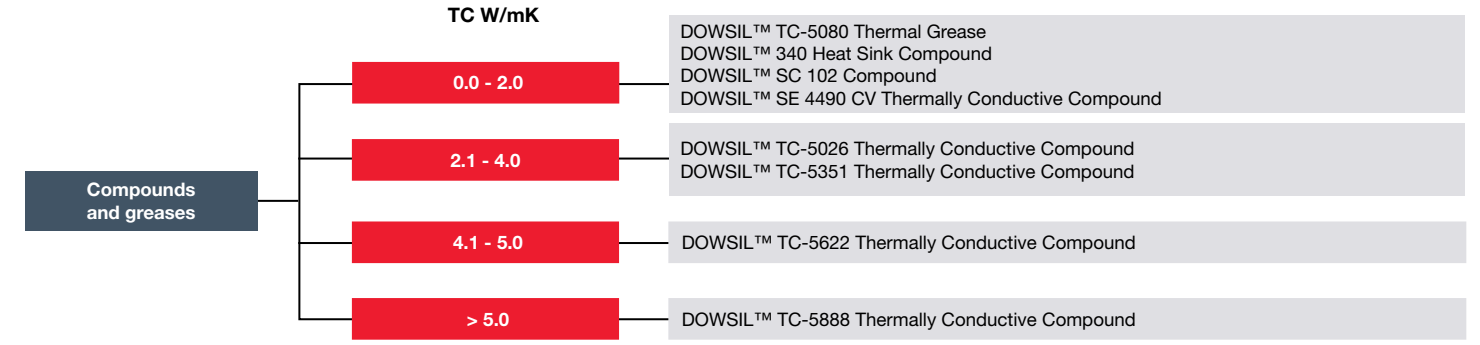 TC W/mK
Compounds
and greases
0.0 - 2.0
DOWSIL™ TC-5080 Thermal Grease
DOWSIL™ 340 Heat Sink Compound
DOWSIL™ SC 102 Compound
DOWSIL™ SE 4490 CV Thermally Conductive Compound
2.1 - 4.0
DOWSIL™ TC-5026 Thermally Conductive Compound
DOWSIL™ TC-5351 Thermally Conductive Compound
4.1 - 5.0
DOWSIL™ TC-5622 Thermally Conductive Compound
> 5.0
DOWSIL™ TC-5888 Thermally Conductive Compound